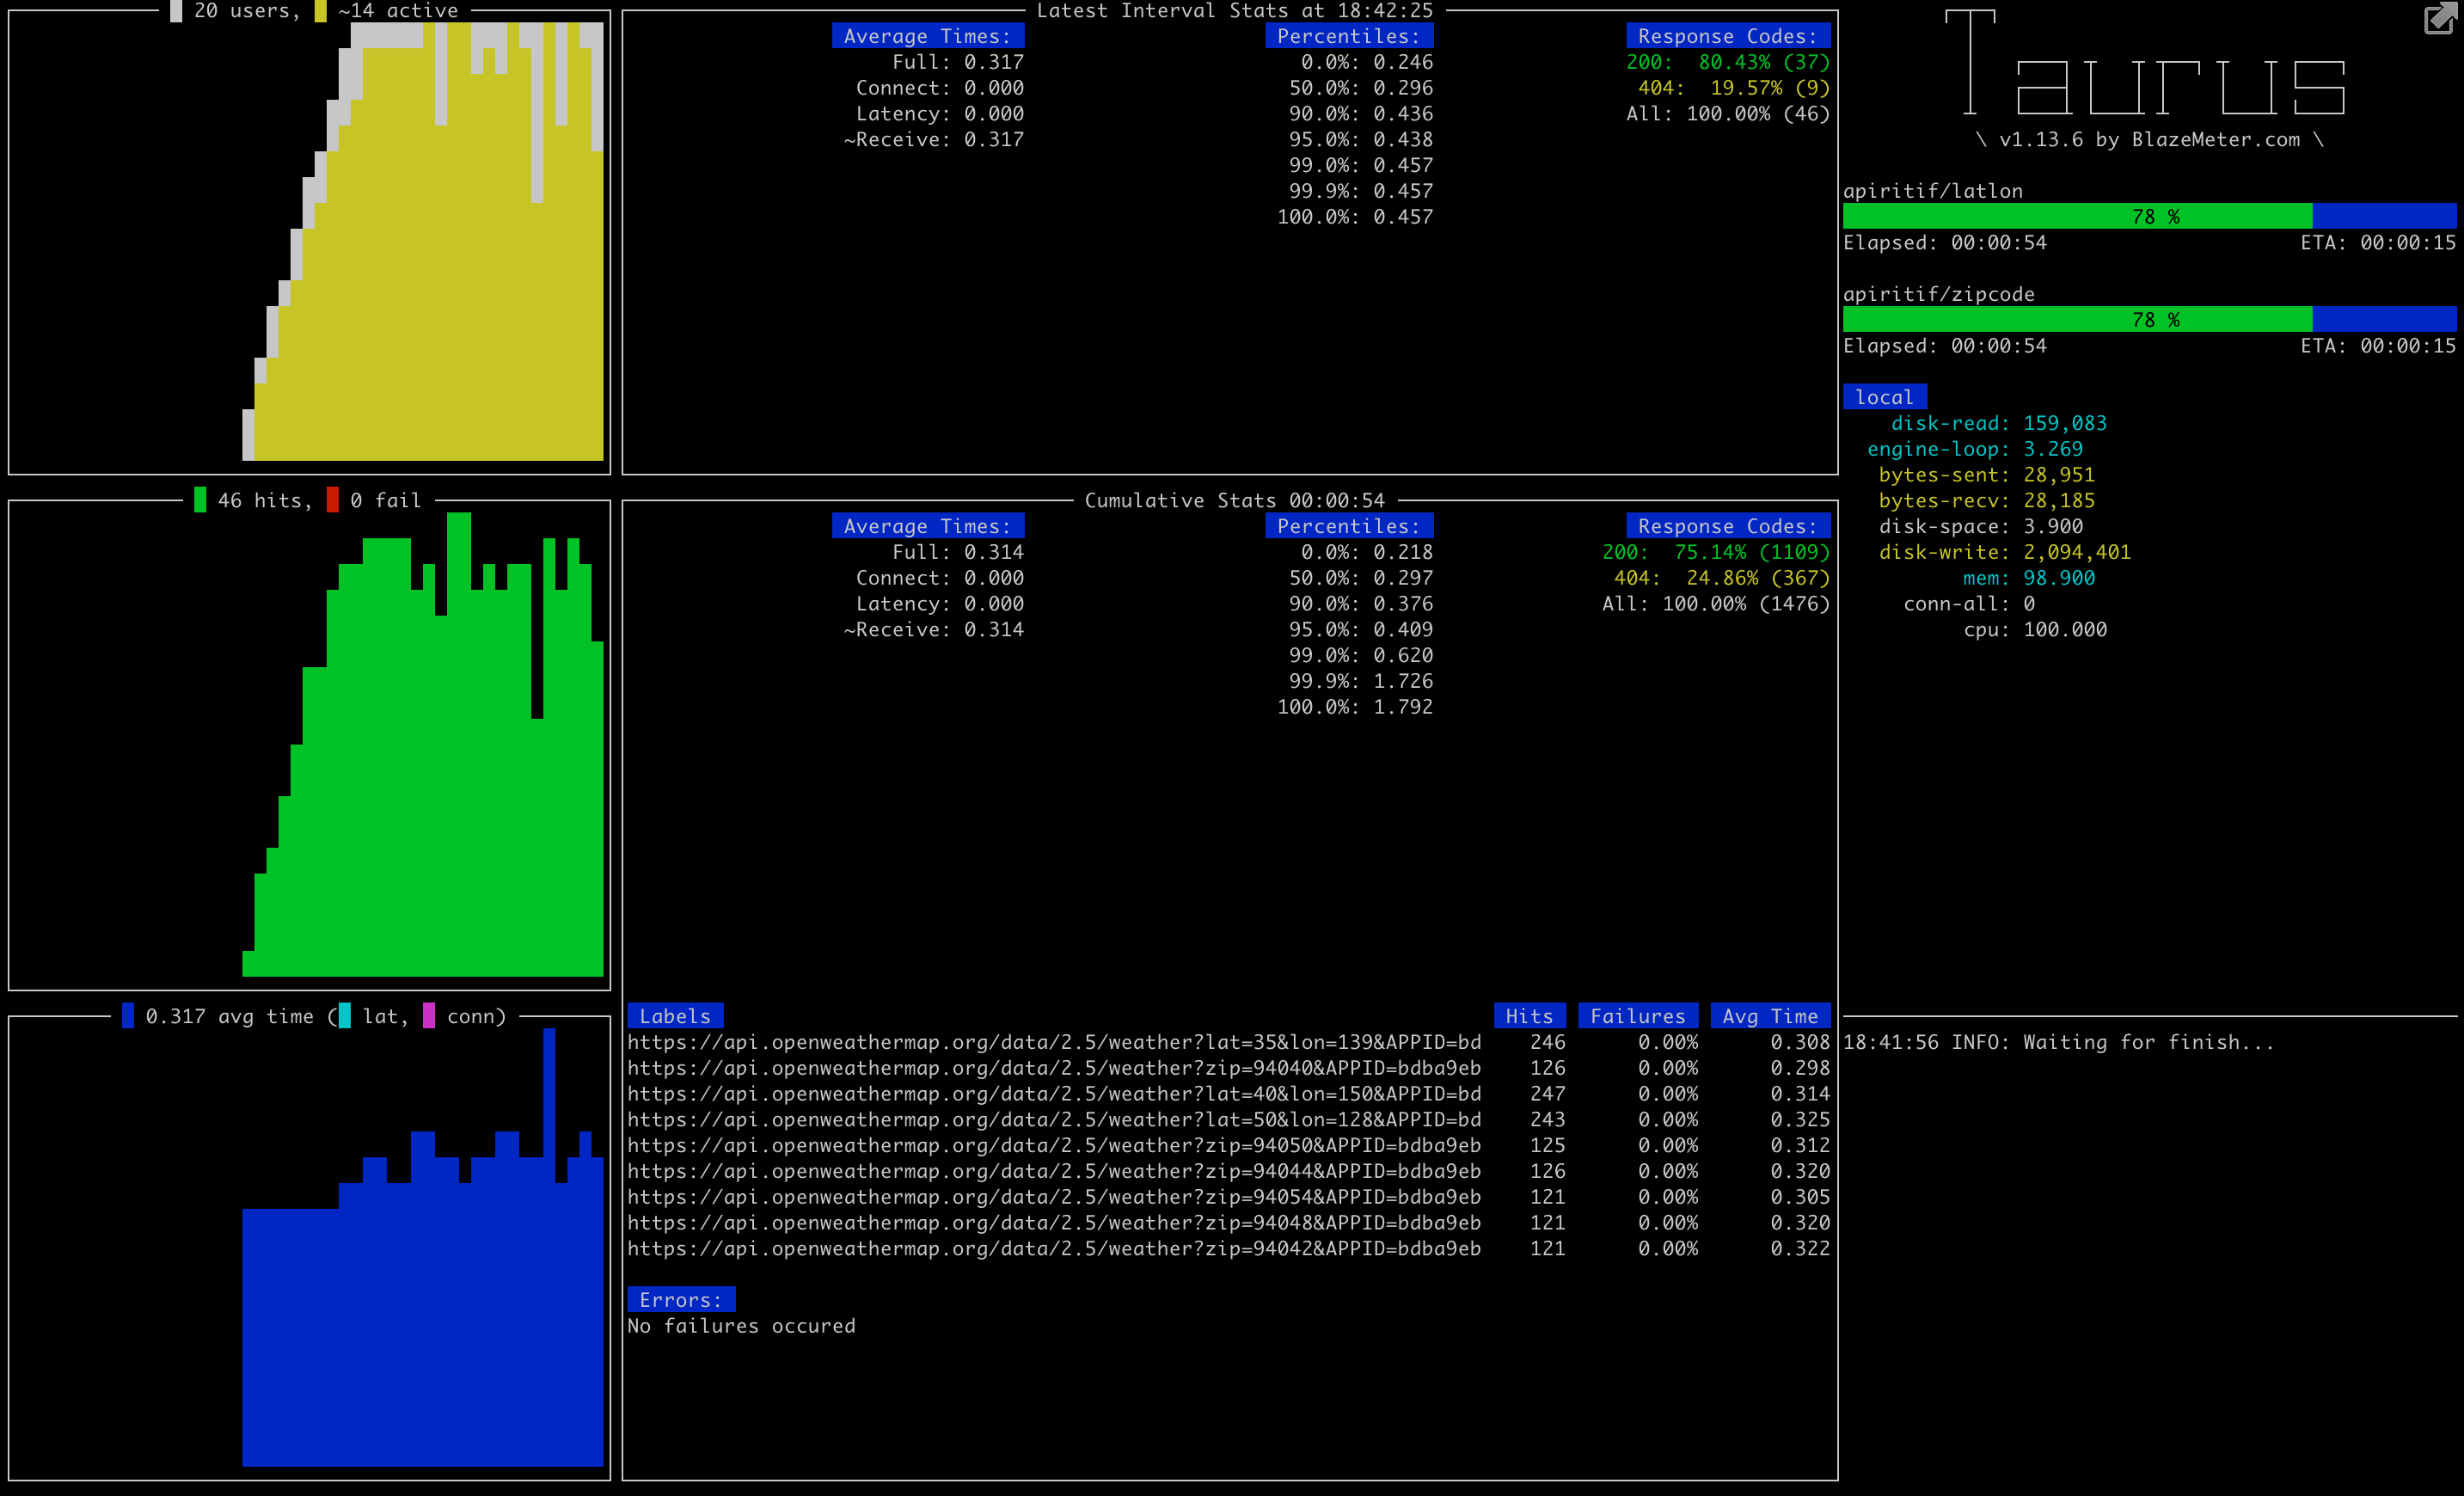 20 users, ~14 active
46 hits, 0 fail
0.317 avg time ( lat, conn)
Latest Interval Stats at 18:42:25
Average Times:
Full: 0.317
Connect: 0.000
Latency: 0.000
~Receive: 0.317
Percentiles:
0.0%: 0.246
50.0%: 0.296
90.0%: 0.436
95.0%: 0.438
99.0%: 0.457
99.9%: 0.457
100.0%: 0.457
Response Codes:
200: 80.43% (37)
404: 19.57% (9)
All: 100.00% (46)
Cumulative Stats 00:00:54
Average Times:
Full: 0.314
Connect: 0.000
Latency: 0.000
~Receive: 0.314
Percentiles:
0.0%: 0.218
50.0%: 0.297
90.0%: 0.376
95.0%: 0.409
99.0%: 0.620
99.9%: 1.726
100.0%: 1.792
Response Codes:
200: 75.14% (1109)
404: 24.86% (367)
All: 100.00% (1476)
Labels Hits Failures Avg Time
https://api.openweathermap.org/data/2.5/weather?lat=35&lon=139&APPID=bd 246 0.00% 0.308
https://api.openweathermap.org/data/2.5/weather?zip=94040&APPID=bdba9eb 126 0.00% 0.298
https://api.openweathermap.org/data/2.5/weather?lat=40&lon=150&APPID=bd 247 0.00% 0.314
https://api.openweathermap.org/data/2.5/weather?lat=50&lon=128&APPID=bd 243 0.00% 0.325
https://api.openweathermap.org/data/2.5/weather?zip=94050&APPID=bdba9eb 125 0.00% 0.312
https://api.openweathermap.org/data/2.5/weather?zip=94044&APPID=bdba9eb 126 0.00% 0.320
https://api.openweathermap.org/data/2.5/weather?zip=94054&APPID=bdba9eb 121 0.00% 0.305
https://api.openweathermap.org/data/2.5/weather?zip=94048&APPID=bdba9eb 121 0.00% 0.320
https://api.openweathermap.org/data/2.5/weather?zip=94042&APPID=bdba9eb 121 0.00% 0.322
Errors:
No failures occured
Taurus
\ v1.13.6 by BlazeMeter.com \
apiritif/latlon
78 %
Elapsed: 00:00:54 ETA: 00:00:15
apiritif/zipcode
78 %
Elapsed: 00:00:54 ETA: 00:00:15
local
disk-read: 159,083
engine-loop: 3.269
bytes-sent: 28,951
bytes-recv: 28,185
disk-space: 3.900
disk-write: 2,094,401
mem: 98.900
conn-all: 0
cpu: 100.000
18:41:56 INFO: Waiting for finish...